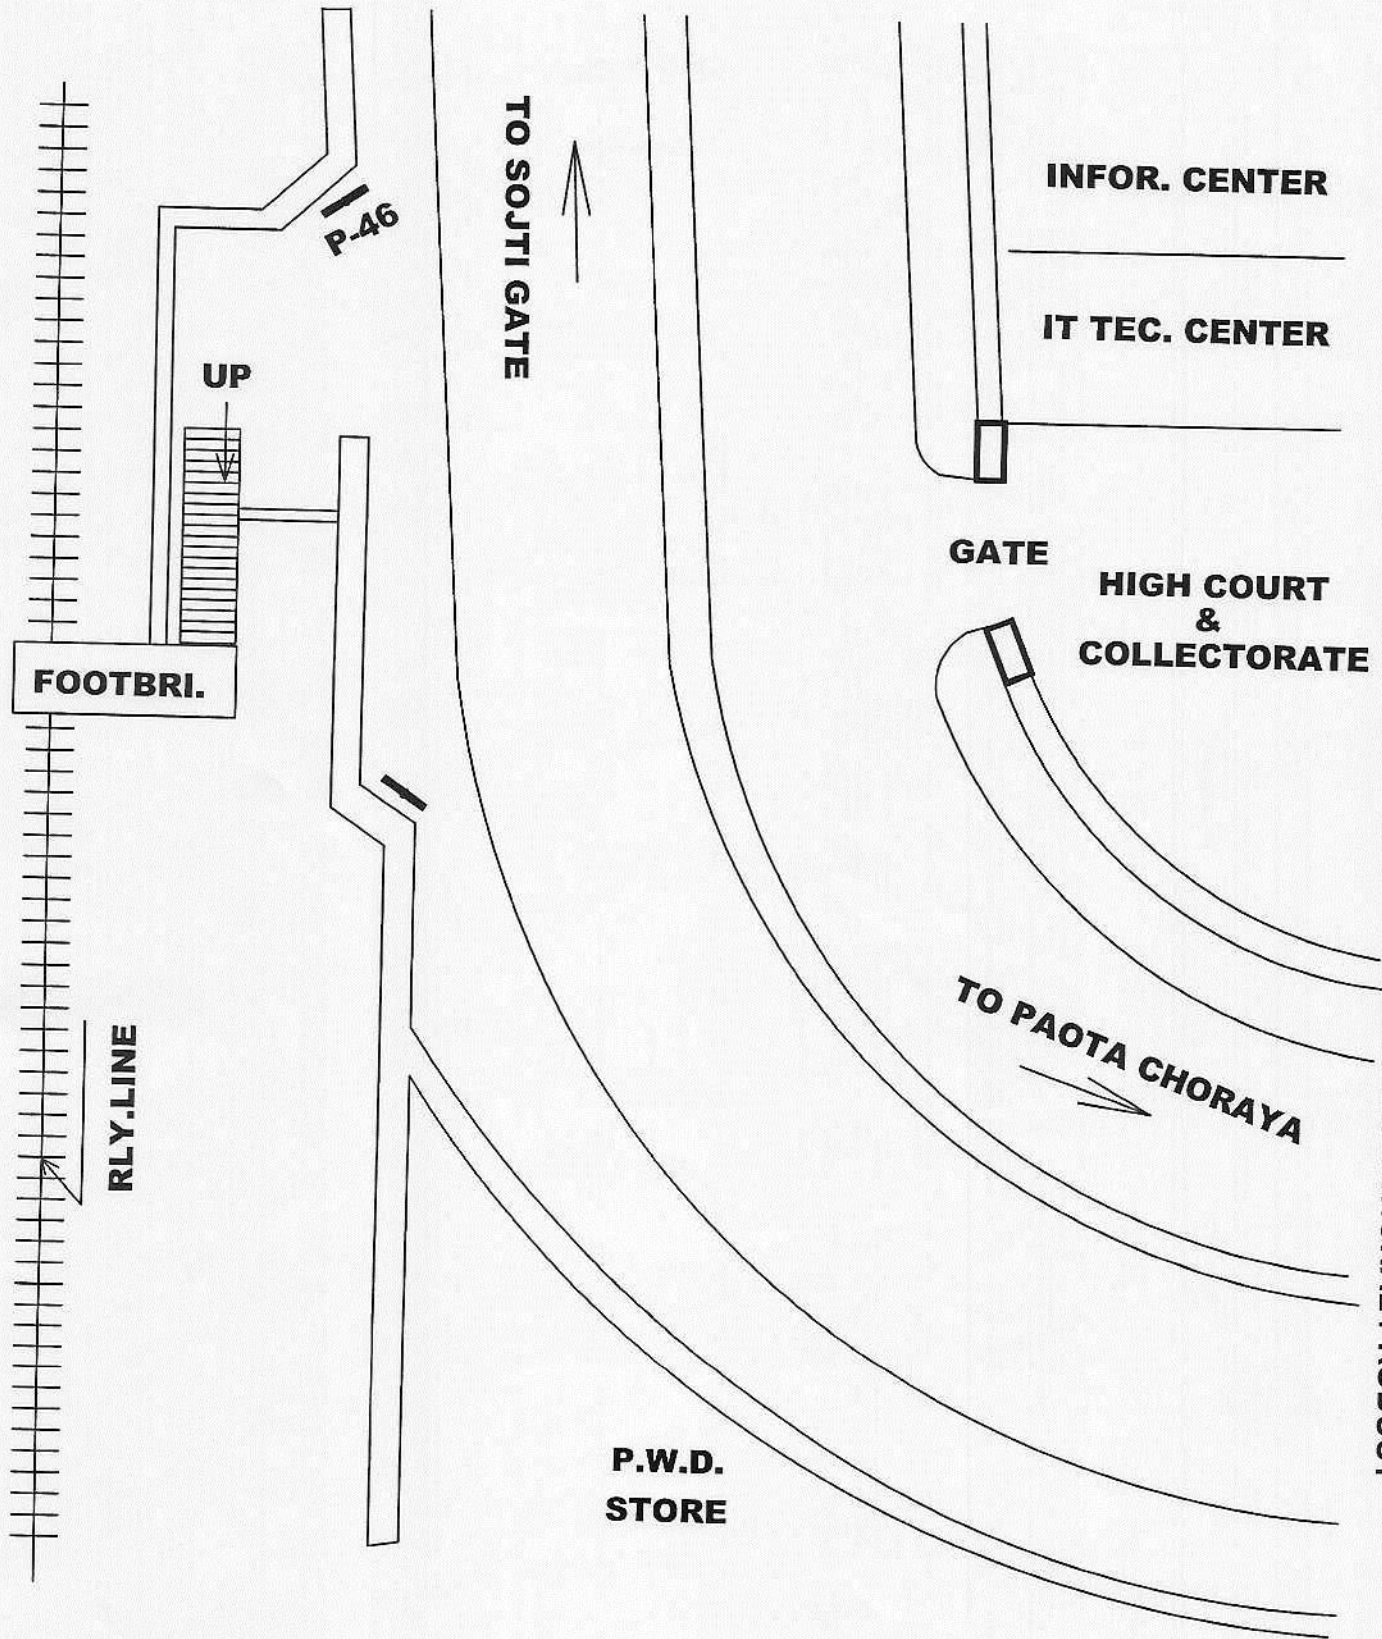 TO SOJTI GATE
P-46
INFOR. CENTER
IT TEC. CENTER
UP
GATE
HIGH COURT
&
COLLECTORATE
FOOTBRI.
RLY.LINE
TO PAOTA CHORAYA
P.W.D.
STORE